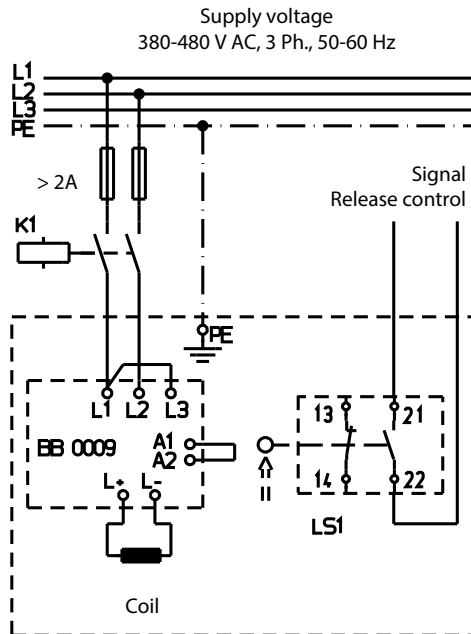 Supply voltage
380-480 V AC, 3 Ph., 50-60 Hz
L1
L2
L3
PE
> 2A
Signal
Release control
K1
PE
L1 L2 L3
13 21
BB 0009
A1
A2
14 22
L+ L-
LS1
Coil